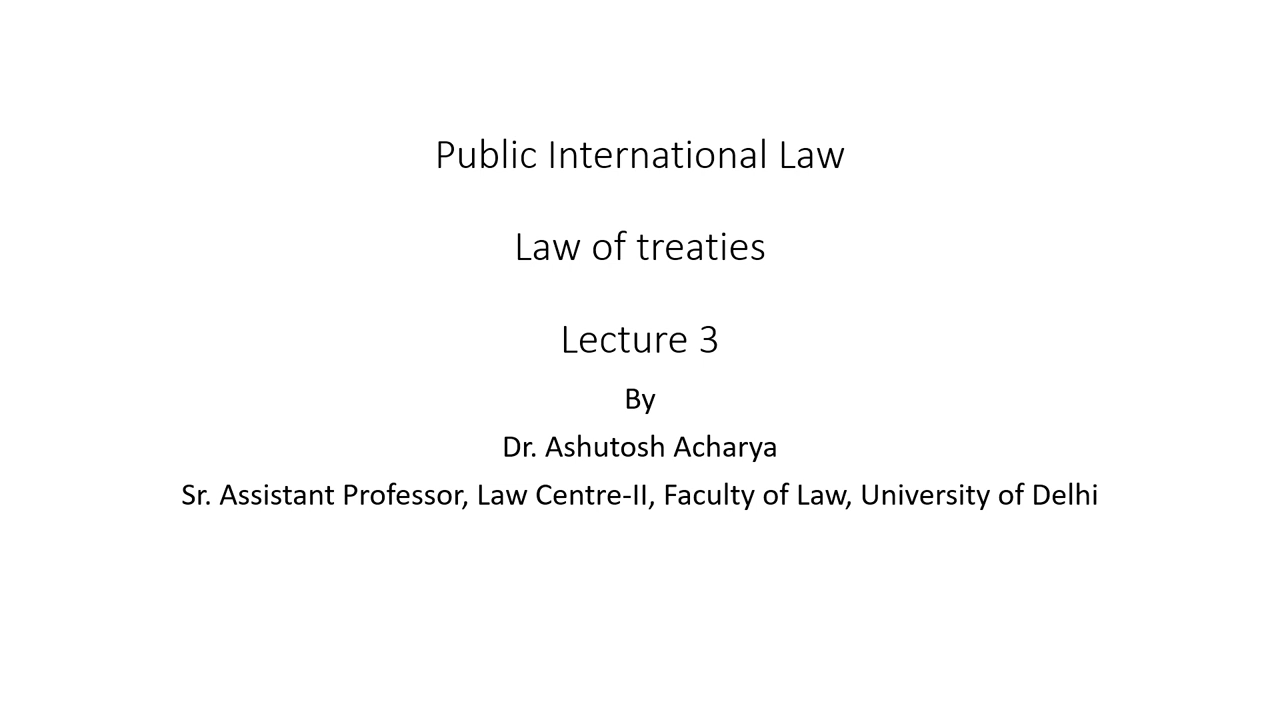 Public International Law
Law of treaties
Lecture 3
By
Dr. Ashutosh Acharya
Sr. Assistant Professor, Law Centre-II, Faculty of Law, University of Delhi